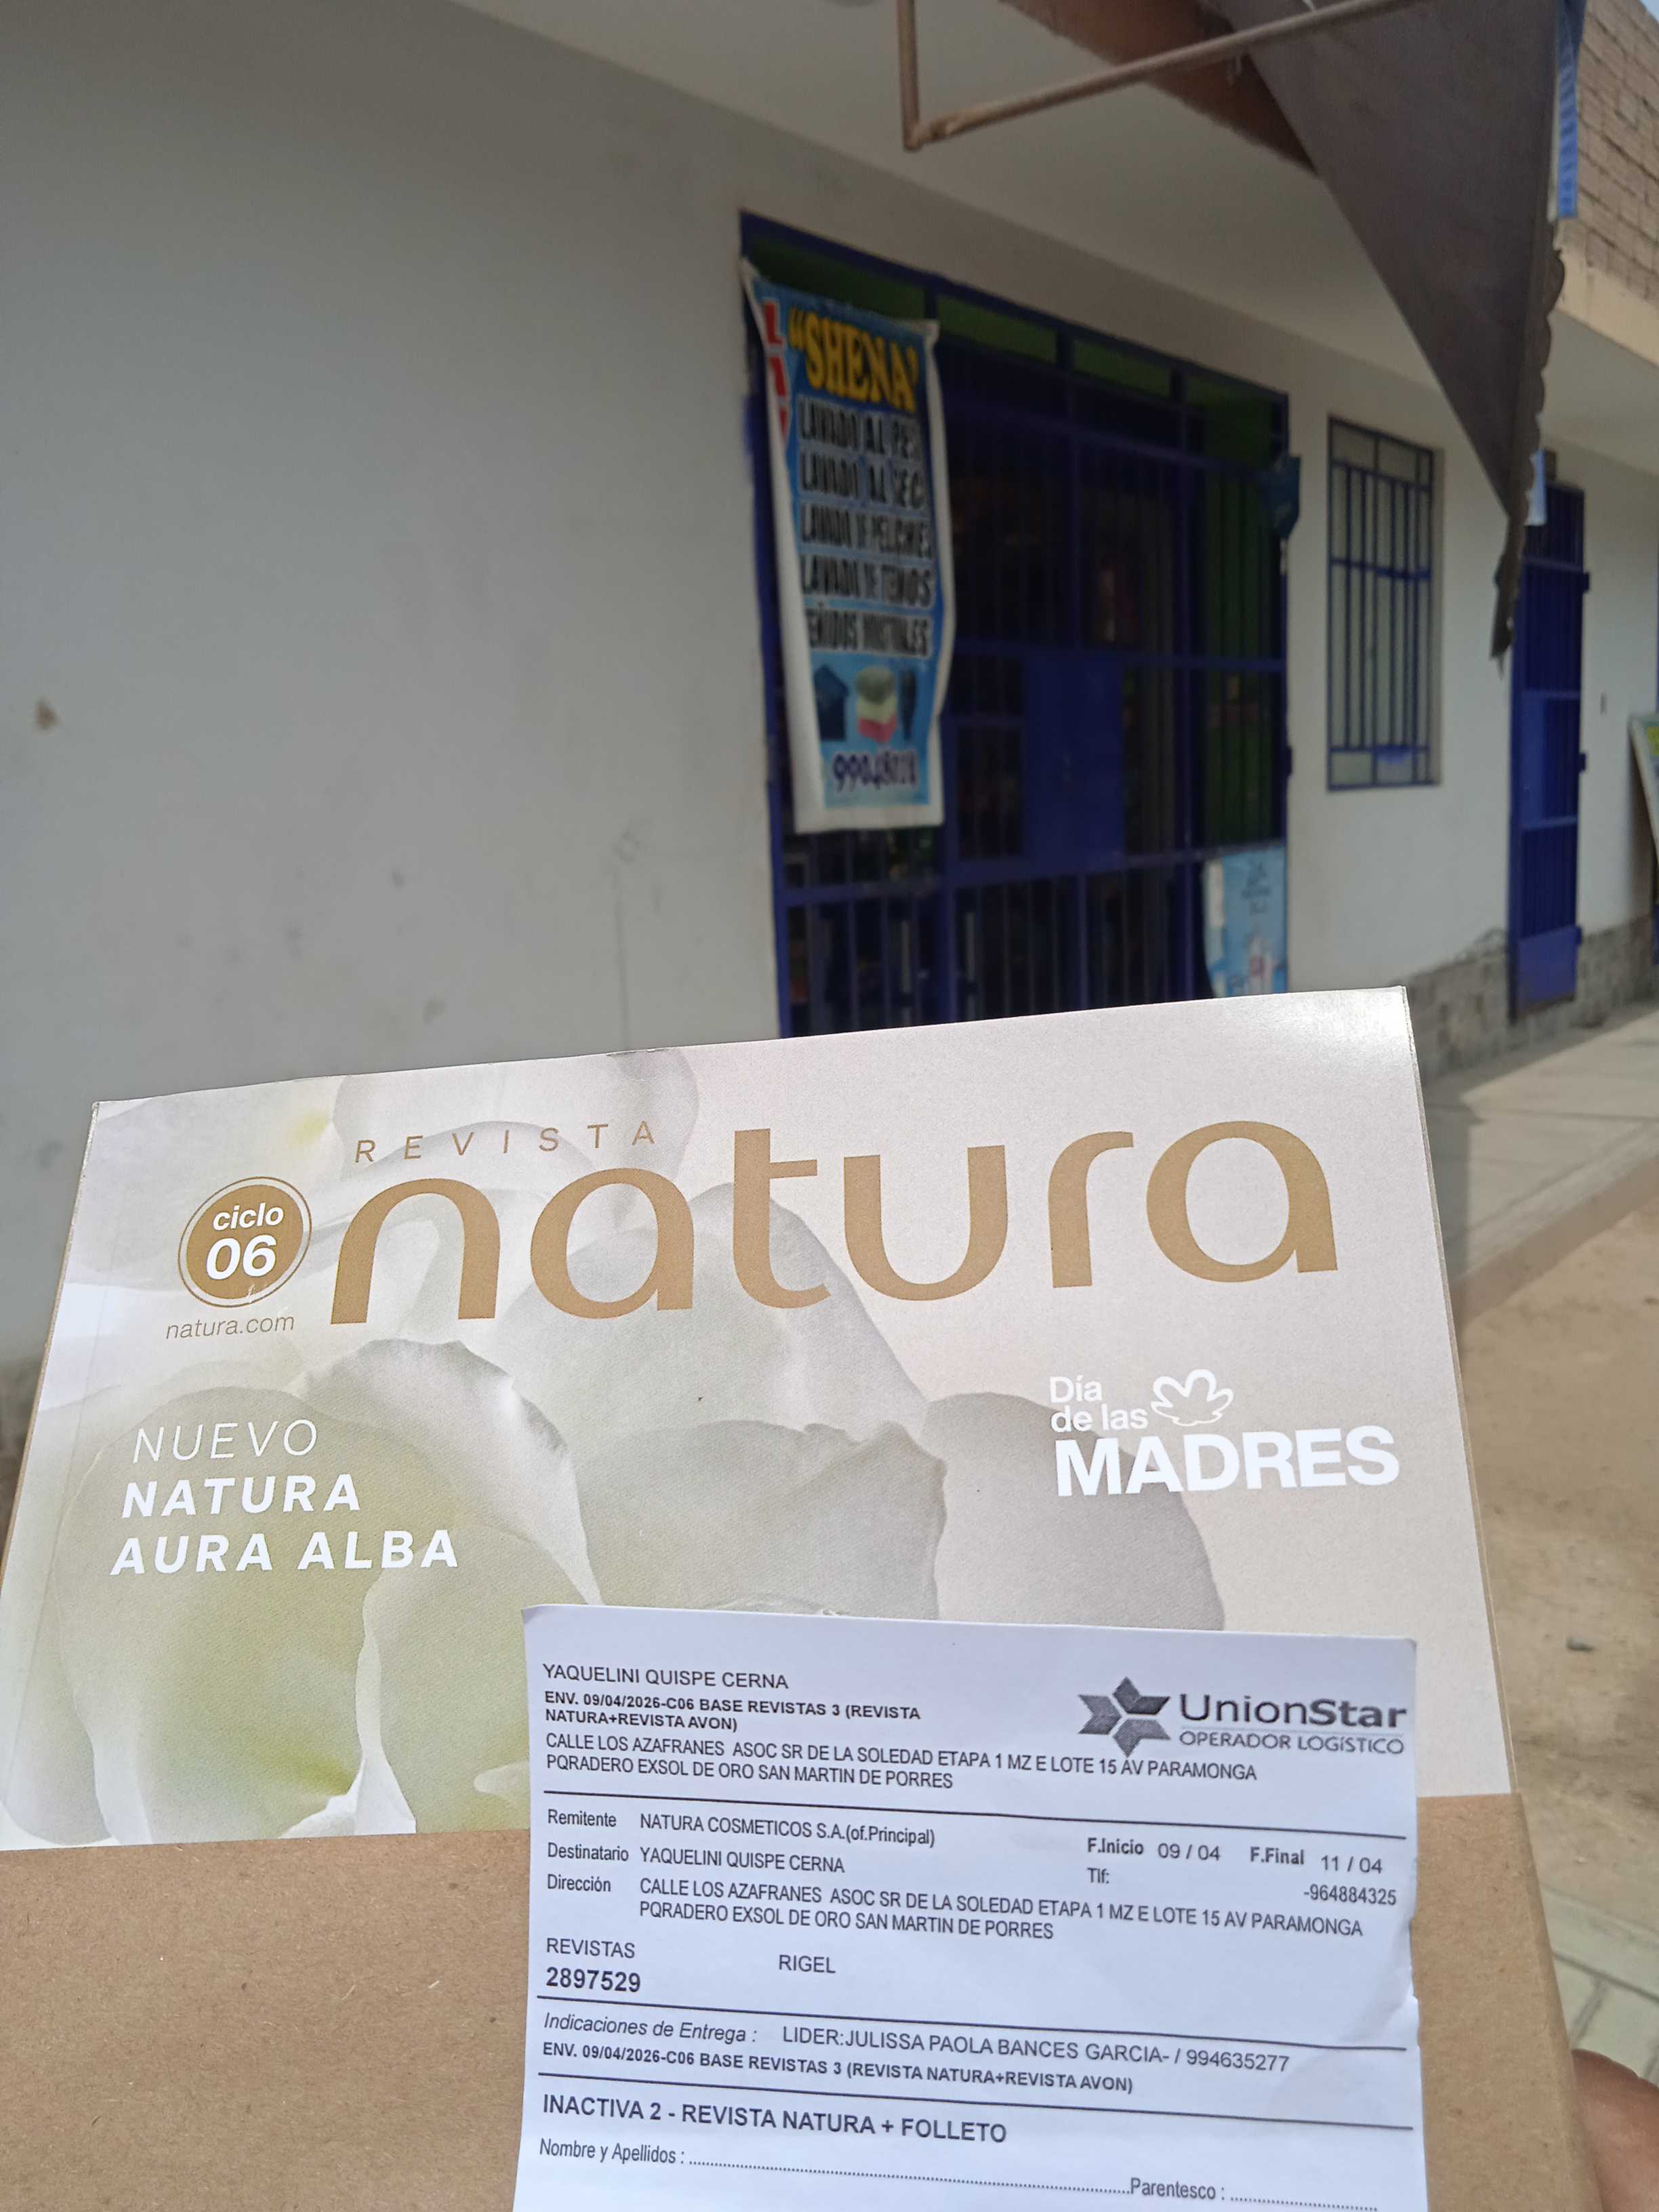 "SHENA"
LAVADO AL
LAVADO AL
LAVADO DE PELUCHES
LAVADO DE TERNOS
REVISTA
natura
ciclo
06
natura.com
NUEVO
NATURA
AURA ALBA
Día
de las
MADRES
YAQUELINI QUISPE CERNA
ENV. 09/04/2026-C06 BASE REVISTAS 3 (REVISTA
NATURA+REVISTA AVON)
CALLE LOS AZAFRANES ASOC SR DE LA SOLEDAD ETAPA 1 MZ E LOTE 15 AV PARAMONGA
PQRADERO EXSOL DE ORO SAN MARTIN DE PORRES
UnionStar
OPERADOR LOGÍSTICO
Remitente NATURA COSMETICOS S.A.(of.Principal)
F.Inicio 09 / 04 F.Final 11 / 04
Destinatario YAQUELINI QUISPE CERNA
Tlf: -964884325
Dirección CALLE LOS AZAFRANES ASOC SR DE LA SOLEDAD ETAPA 1 MZ E LOTE 15 AV PARAMONGA
PQRADERO EXSOL DE ORO SAN MARTIN DE PORRES
REVISTAS RIGEL
2897529
Indicaciones de Entrega : LIDER:JULISSA PAOLA BANCES GARCIA- / 994635277
ENV. 09/04/2026-C06 BASE REVISTAS 3 (REVISTA NATURA+REVISTA AVON)
INACTIVA 2 - REVISTA NATURA + FOLLETO
Nombre y Apellidos : Parentesco :